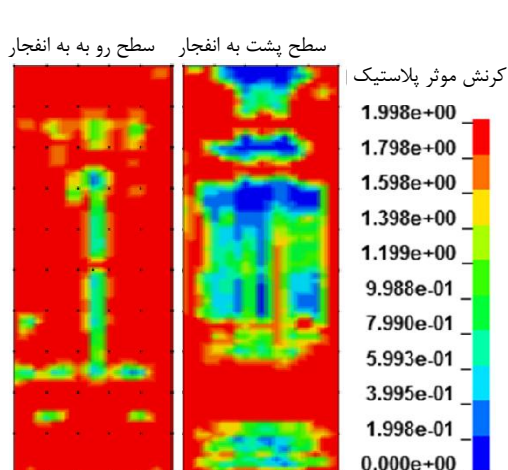 سطح رو به به انفجار
سطح پشت به انفجار
کرنش موثر پلاستیک
1.998e+00
1.798e+00
1.598e+00
1.398e+00
1.199e+00
9.988e-01
7.990e-01
5.993e-01
3.995e-01
1.998e-01
0.000e+00